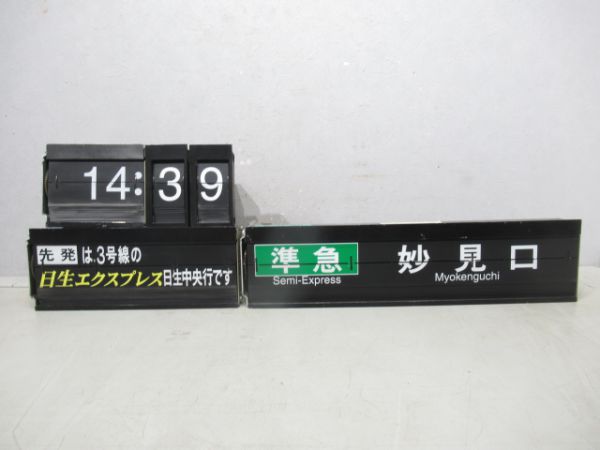 14:39
先発は3号線の
日生エクスプレス日生中央行です
準急 妙見口
Semi-Express Myokenguchi